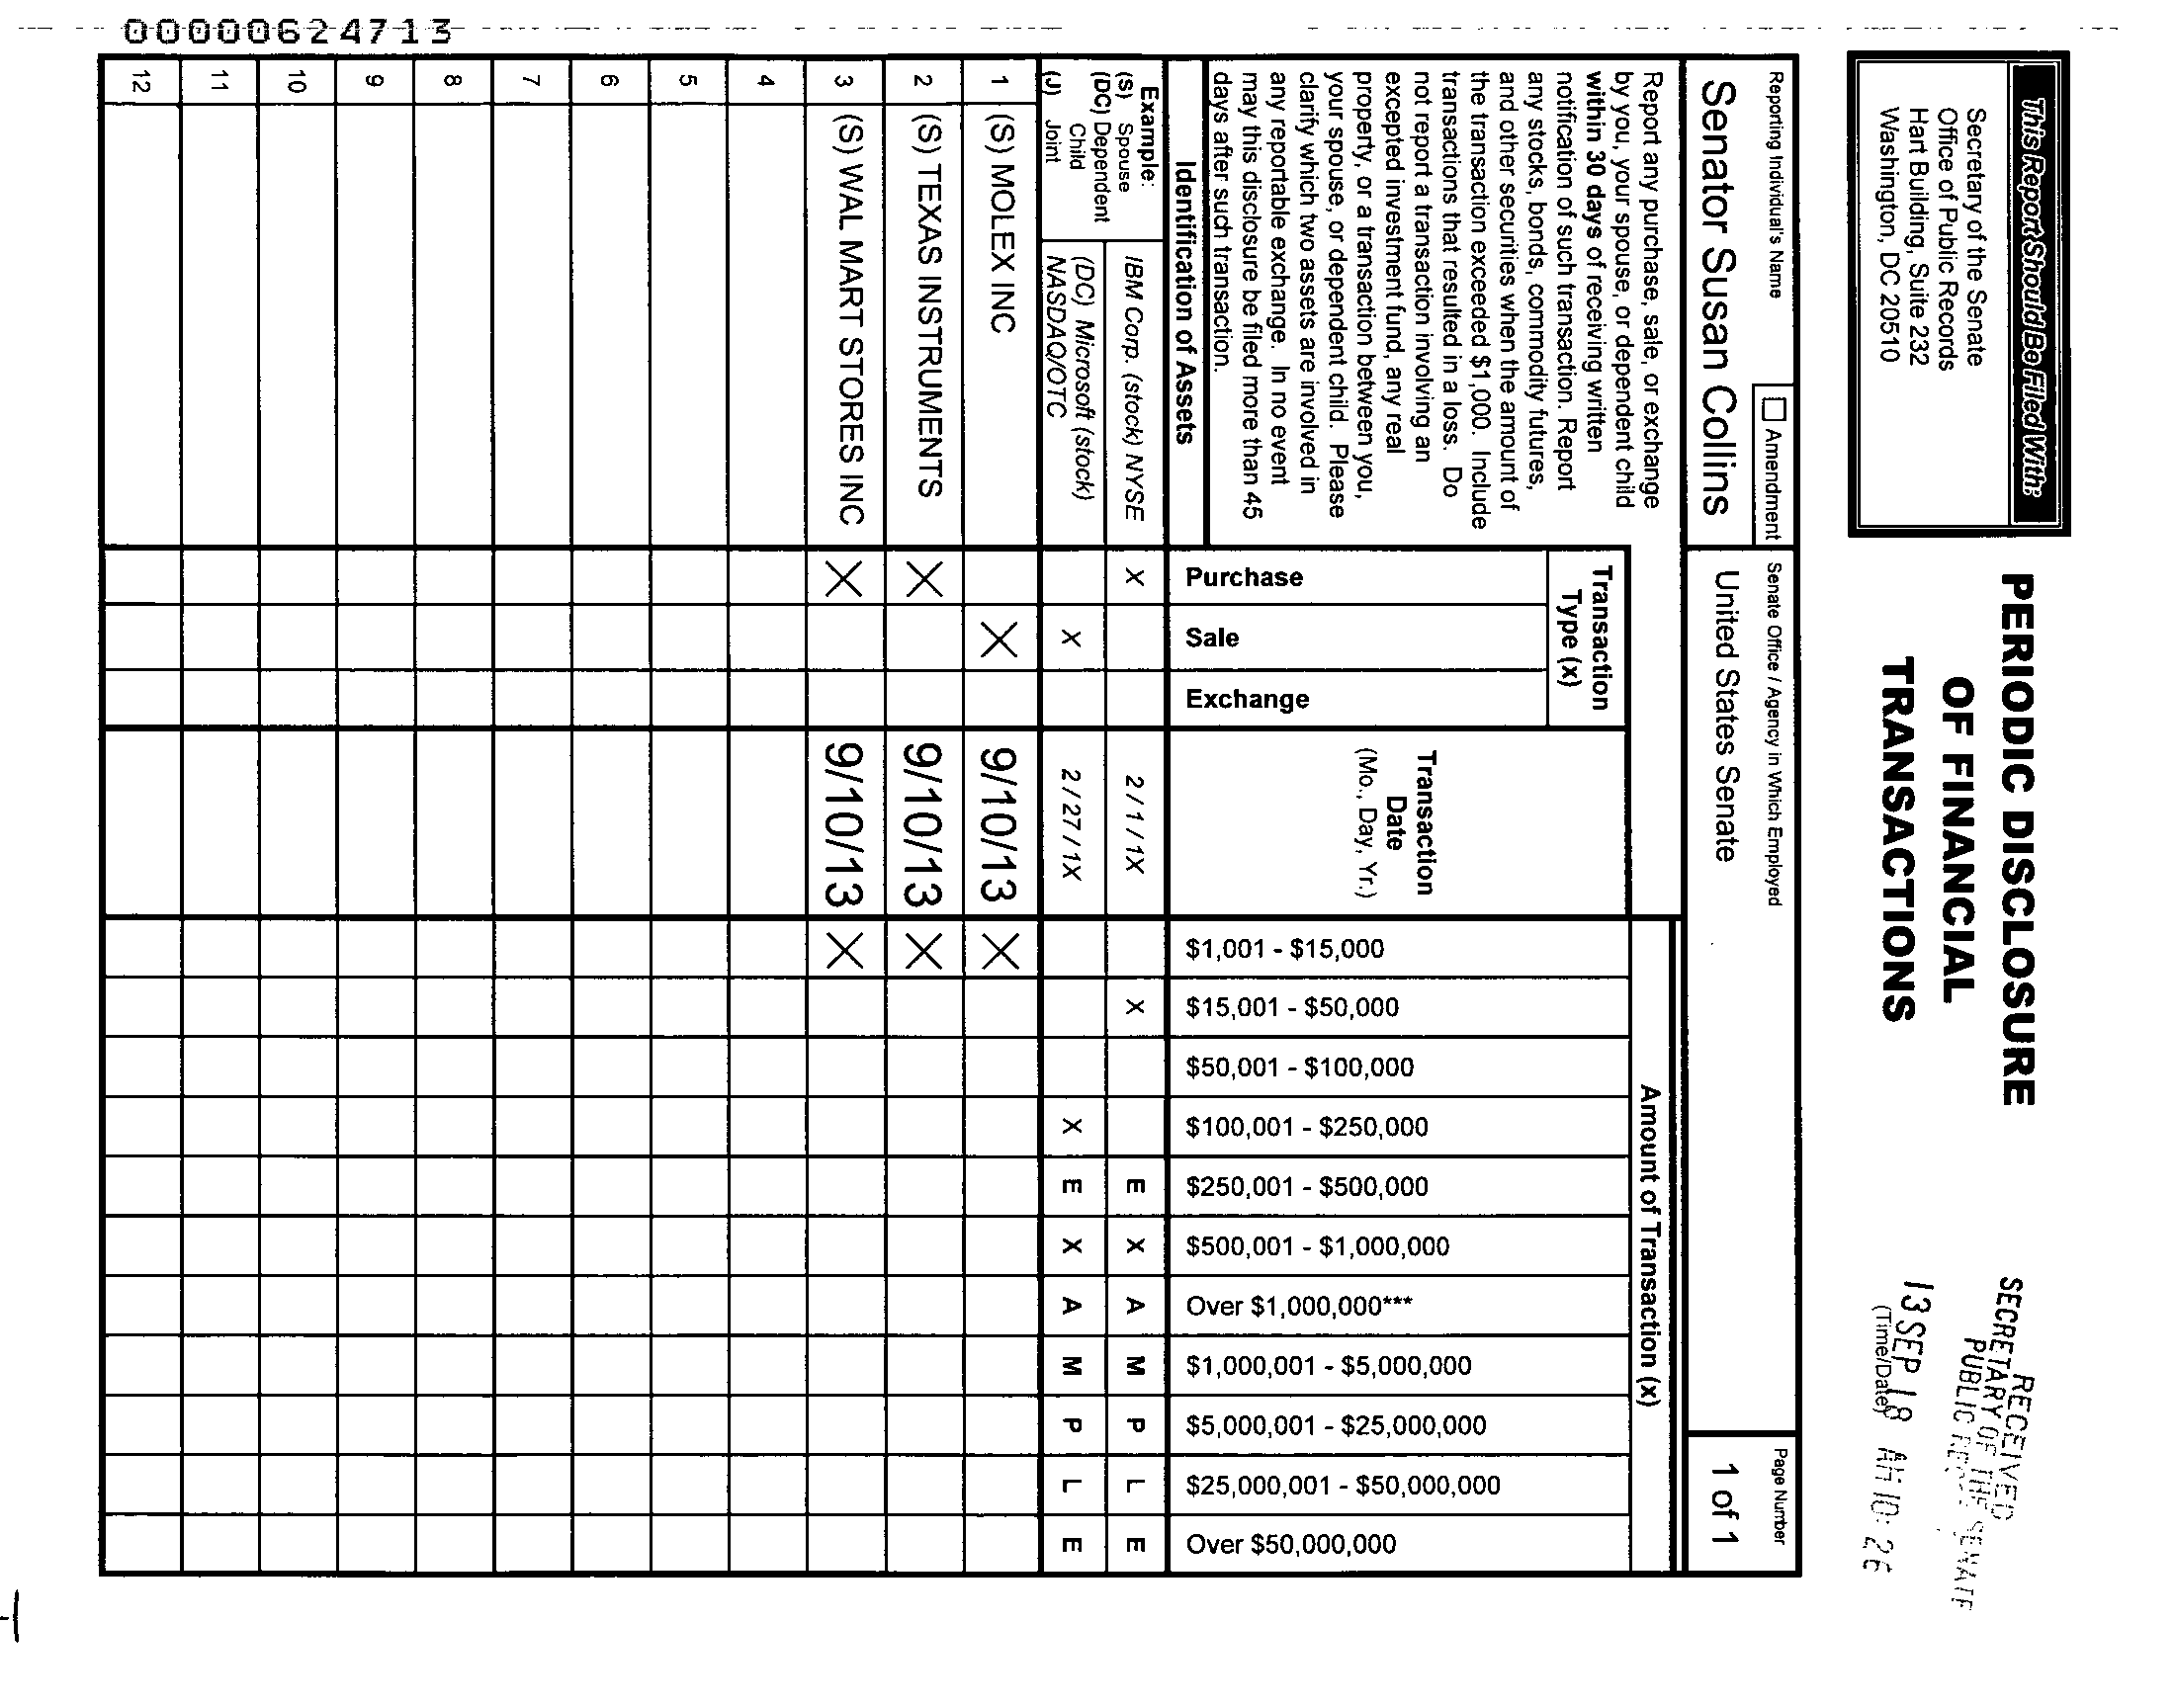 00000624713
This Report Should Be Filed With:
Secretary of the Senate
Office of Public Records
Hart Building, Suite 232
Washington, DC 20510
PERIODIC DISCLOSURE
OF FINANCIAL
TRANSACTIONS
RECEIVED
SECRETARY OF THE SENATE
PUBLIC
13 SEP 18 AM 10: 26
(Time/Date)
Reporting Individual's Name
Amendment
Senate Office / Agency in Which Employed
Page Number
Senator Susan Collins
United States Senate
1 of 1
Report any purchase, sale, or exchange
by you, your spouse, or dependent child
within 30 days of receiving written
notification of such transaction. Report
any stocks, bonds, commodity futures,
and other securities when the amount of
the transaction exceeded $1,000. Include
transactions that resulted in a loss. Do
not report a transaction involving an
excepted investment fund, any real
property, or a transaction between you,
your spouse, or dependent child. Please
clarify which two assets are involved in
any reportable exchange. In no event
may this disclosure be filed more than 45
days after such transaction.
Identification of Assets
Transaction
Type (x)
Purchase
Sale
Exchange
Transaction
Date
(Mo., Day, Yr.)
Amount of Transaction (x)
$1,001 - $15,000
$15,001 - $50,000
$50,001 - $100,000
$100,001 - $250,000
$250,001 - $500,000
$500,001 - $1,000,000
Over $1,000,000***
$1,000,001 - $5,000,000
$5,000,001 - $25,000,000
$25,000,001 - $50,000,000
Over $50,000,000
Example:
(S) Spouse
(DC) Dependent
Child
(J) Joint
IBM Corp. (stock) NYSE X 2 / 1 / 1X X E X A M P L E
(DC) Microsoft (stock)
NASDAQ/OTC X 2 / 27 / 1X X E X A M P L E
1 (S) MOLEX INC X 9/10/13 X
2 (S) TEXAS INSTRUMENTS X 9/10/13 X
3 (S) WAL MART STORES INC X 9/10/13 X
4
5
6
7
8
9
10
11
12